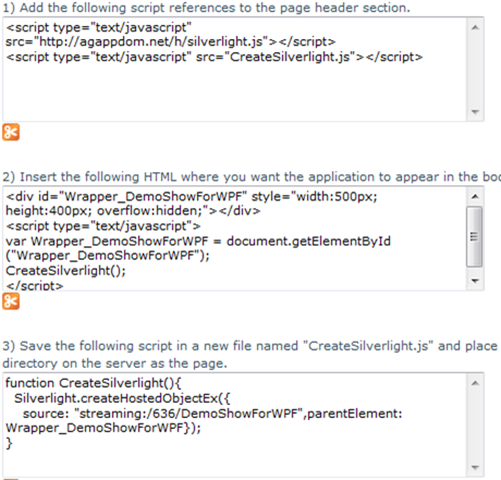 1) Add the following script references to the page header section.
<script type="text/javascript"
src="http://agappdom.net/h/silverlight.js"></script>
<script type="text/javascript" src="CreateSilverlight.js"></script>
2) Insert the following HTML where you want the application to appear in the
<div id="Wrapper_DemoShowForWPF" style="width:500px;
height:400px; overflow:hidden;"></div>
<script type="text/javascript">
var Wrapper_DemoShowForWPF = document.getElementById
("Wrapper_DemoShowForWPF");
CreateSilverlight();
</script>
3) Save the following script in a new file named "CreateSilverlight.js" and place
directory on the server as the page.
function CreateSilverlight(){
Silverlight.createHostedObjectEx({
source: "streaming:/636/DemoShowForWPF",parentElement:
Wrapper_DemoShowForWPF});
}